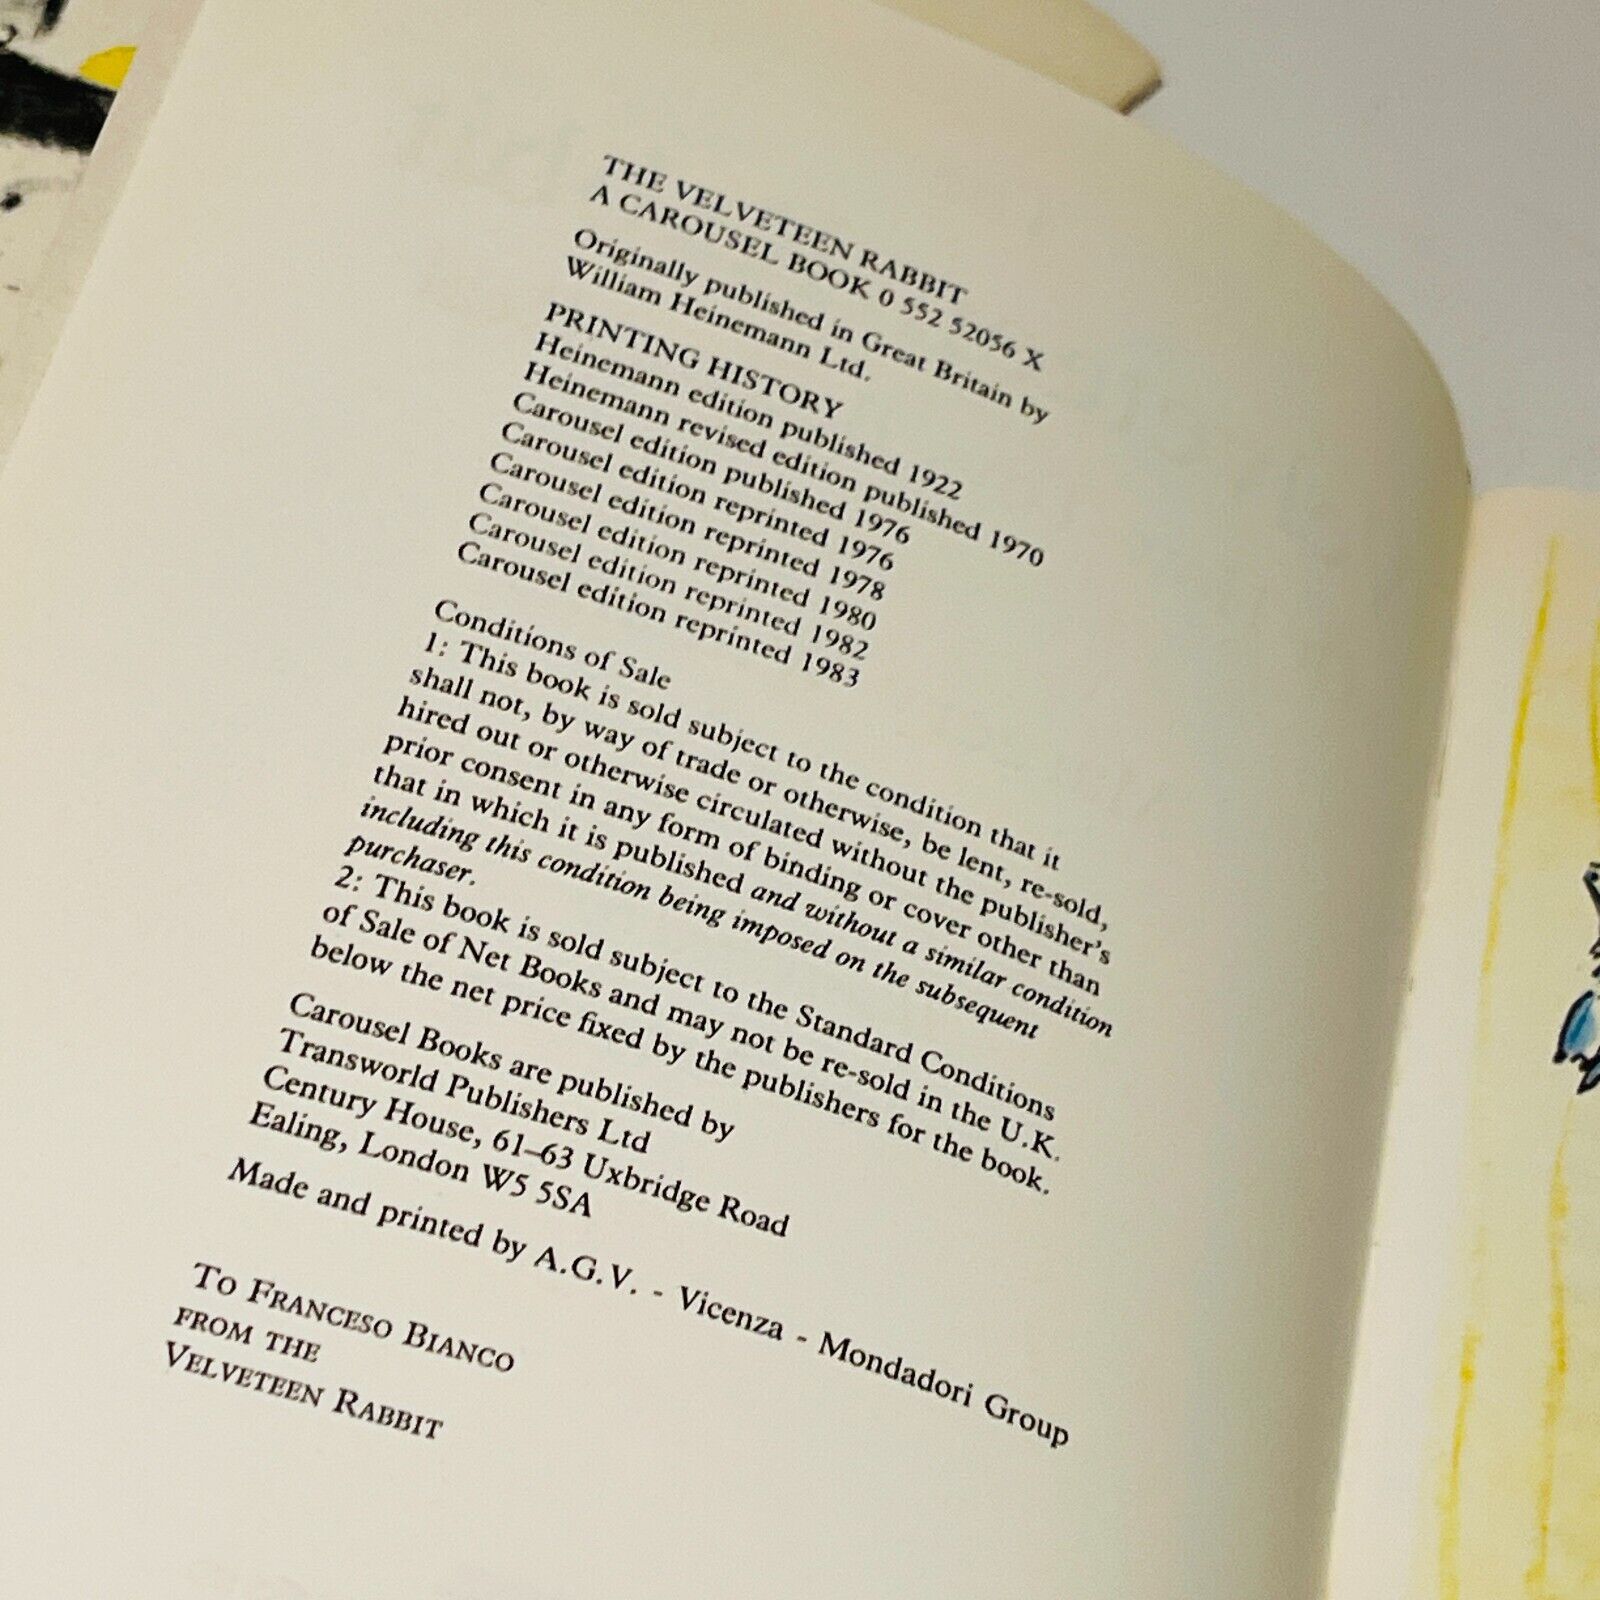 THE VELVETEEN RABBIT
A CAROUSEL BOOK 0 552 52056 X
Originally published in Great Britain by
William Heinemann Ltd.
PRINTING HISTORY
Heinemann edition published 1922
Heinemann revised edition published 1970
Carousel edition published 1976
Carousel edition reprinted 1976
Carousel edition reprinted 1978
Carousel edition reprinted 1980
Carousel edition reprinted 1982
Carousel edition reprinted 1983
Conditions of Sale
1: This book is sold subject to the condition that it
shall not, by way of trade or otherwise, be lent, re-sold,
hired out or otherwise circulated without the publisher's
prior consent in any form of binding or cover other than
that in which it is published and without a similar condition
including this condition being imposed on the subsequent
purchaser.
2: This book is sold subject to the Standard Conditions
of Sale of Net Books and may not be re-sold in the U.K.
below the net price fixed by the publishers for the book.
Carousel Books are published by
Transworld Publishers Ltd
Century House, 61–63 Uxbridge Road
Ealing, London W5 5SA
Made and printed by A.G.V. - Vicenza - Mondadori Group
TO FRANCESO BIANCO
FROM THE
VELVETEEN RABBIT